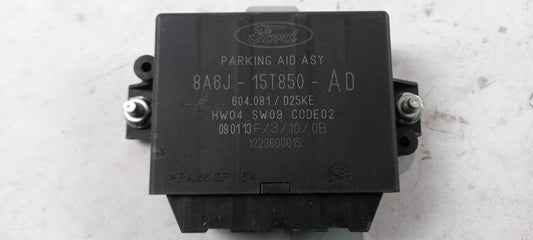 Ford
PARKING AID ASY
8A6J - 15T850 - AD
604.081 / D25KE
HW04 SW09 CODE02
090113F/3/10/0B
1223600015